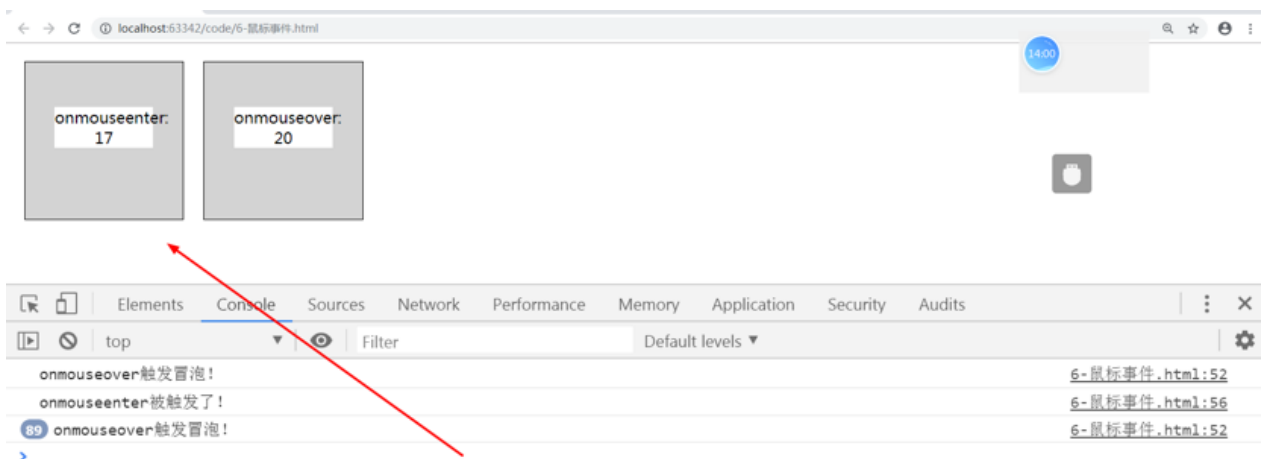 localhost:63342/code/6-鼠标事件.html
14:00
onmouseenter:
17
onmouseover:
20
Elements Console Sources Network Performance Memory Application Security Audits
top Filter Default levels
onmouseover触发冒泡! 6-鼠标事件.html:52
onmouseenter被触发了! 6-鼠标事件.html:56
89 onmouseover触发冒泡! 6-鼠标事件.html:52